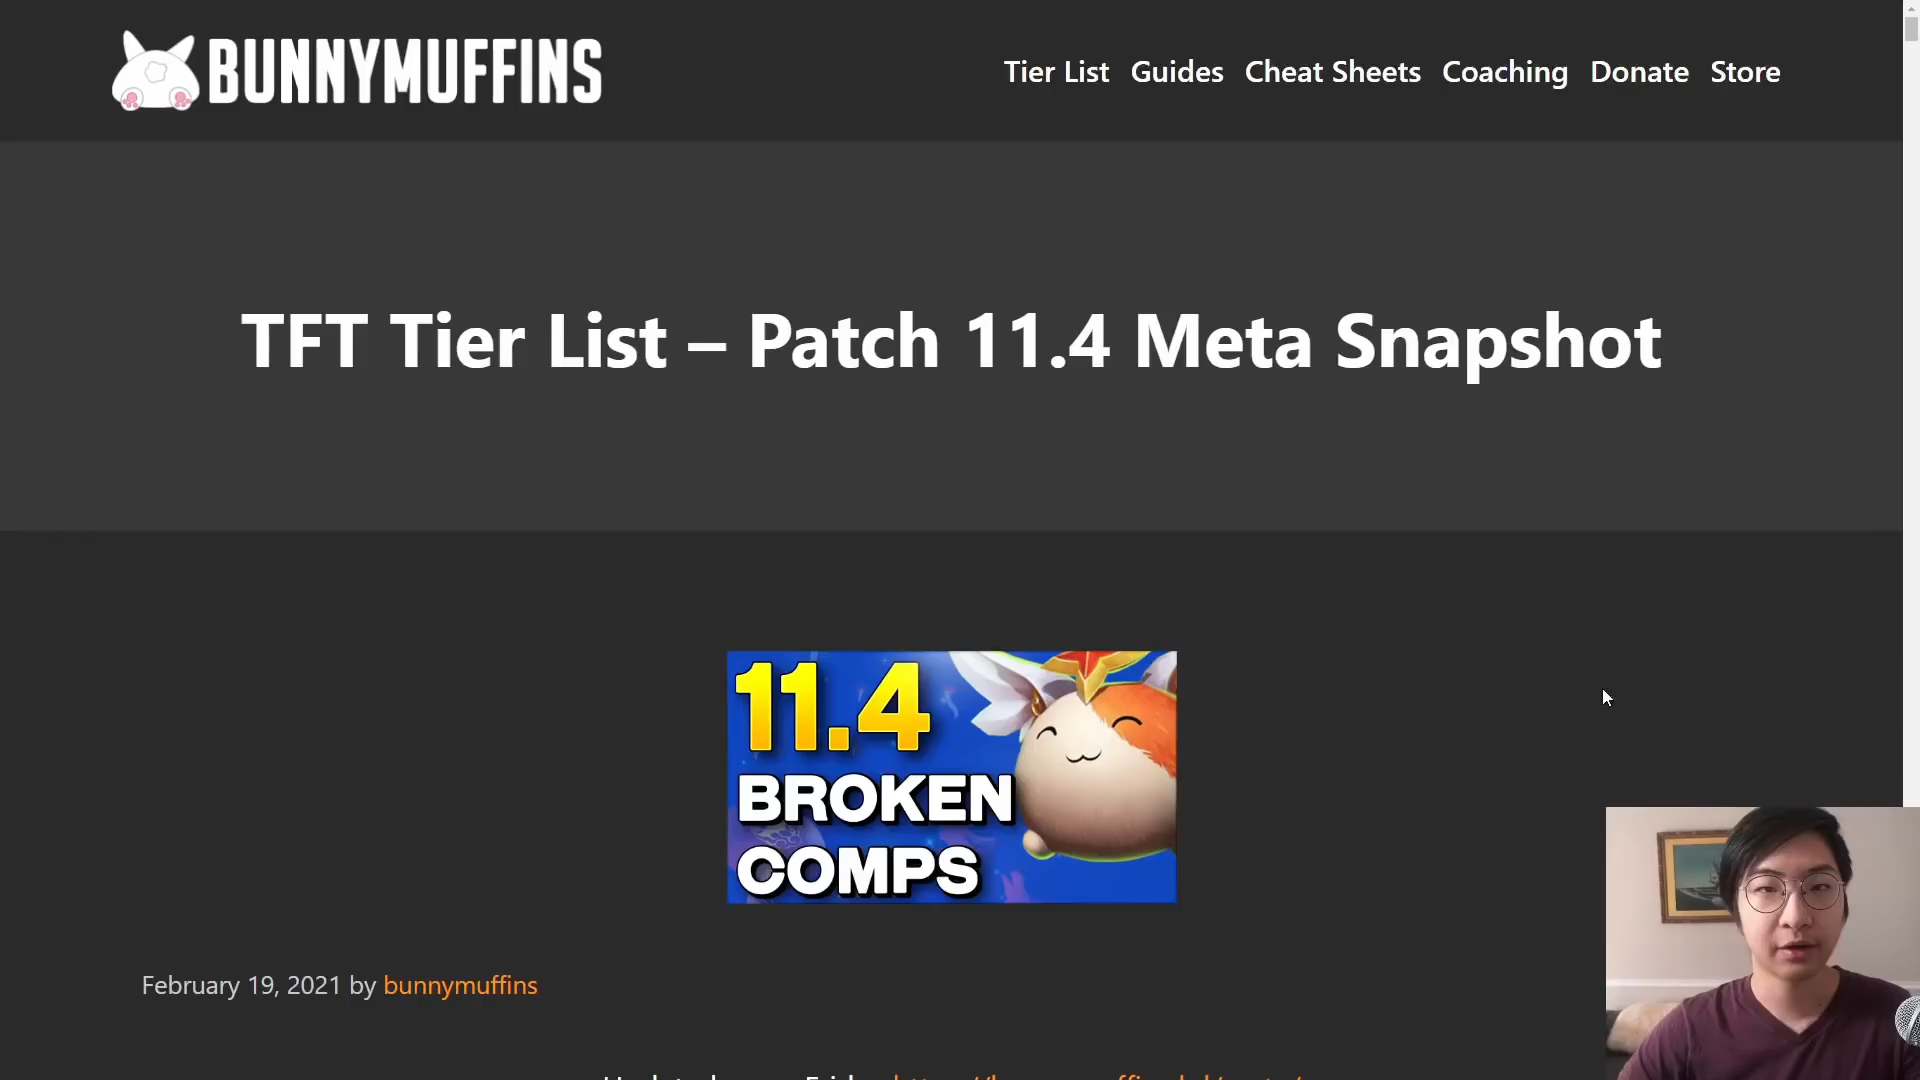 BUNNYMUFFINS
Tier List Guides Cheat Sheets Coaching Donate Store
TFT Tier List – Patch 11.4 Meta Snapshot
11.4
BROKEN
COMPS
February 19, 2021 by bunnymuffins